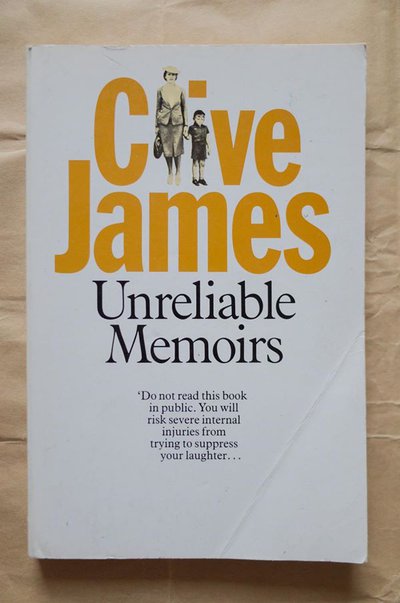 Clive
James
Unreliable
Memoirs
‘Do not read this book
in public. You will
risk severe internal
injuries from
trying to suppress
your laughter...